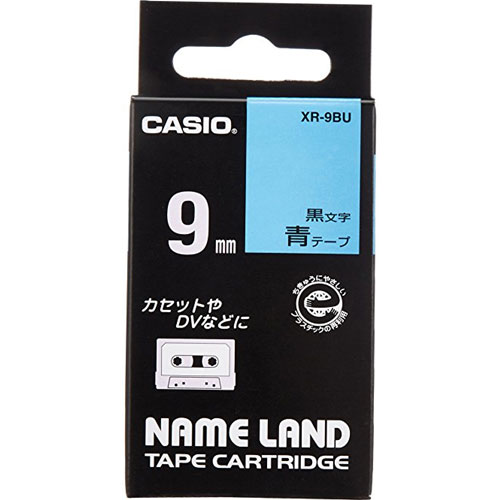 XR-9BU
CASIO®
黒文字
青テープ
9mm
ちきゅうにやさしい
プラスチックの再利用
カセットや
DVなどに
NAME LAND
TAPE CARTRIDGE